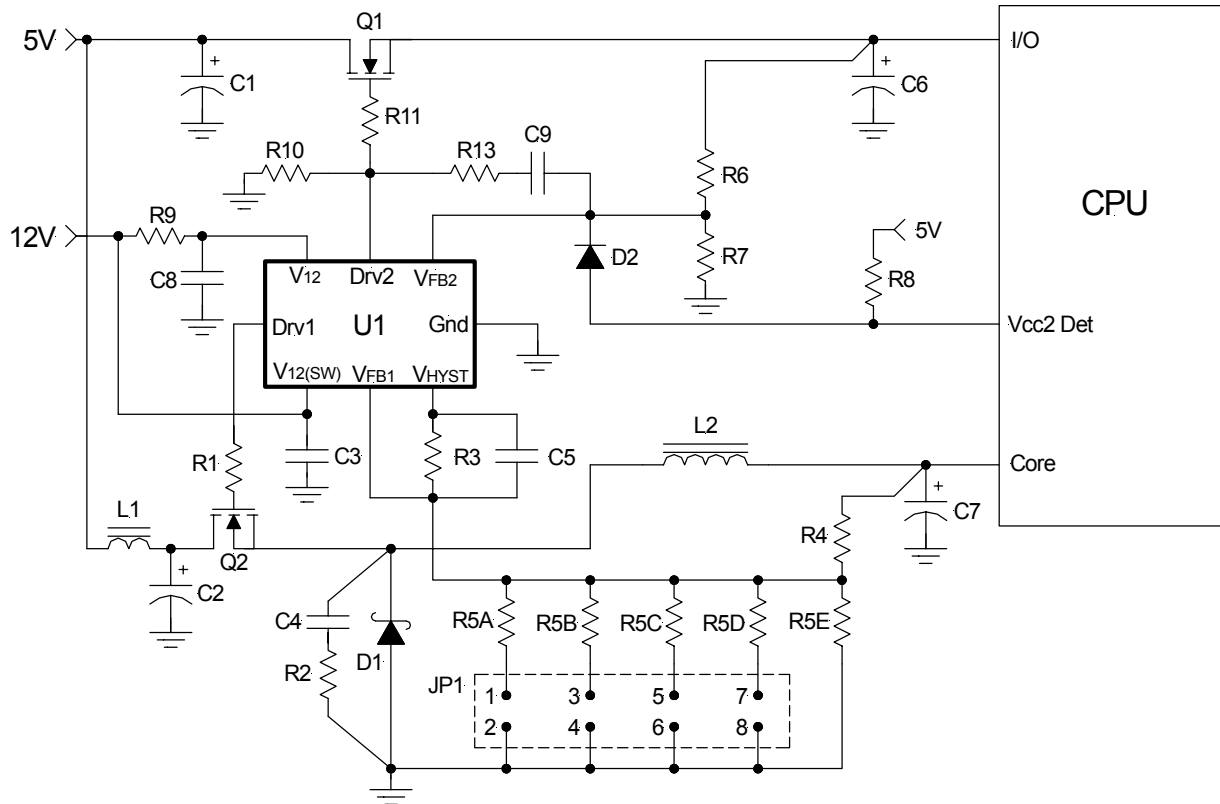 Q1
5V
I/O
C1
C6
R11
C9
R10
R13
R6
CPU
R9
12V
5V
D2
R7
C8
V12
Drv2
VFB2
R8
Drv1
U1
Gnd
Vcc2 Det
V12(SW)
VFB1
VHYST
L2
R1
C3
R3
C5
Core
L1
C7
R4
Q2
C2
C4
R5A
R5B
R5C
R5D
R5E
R2
D1
JP1
1
3
5
7
2
4
6
8
+
+
+
+